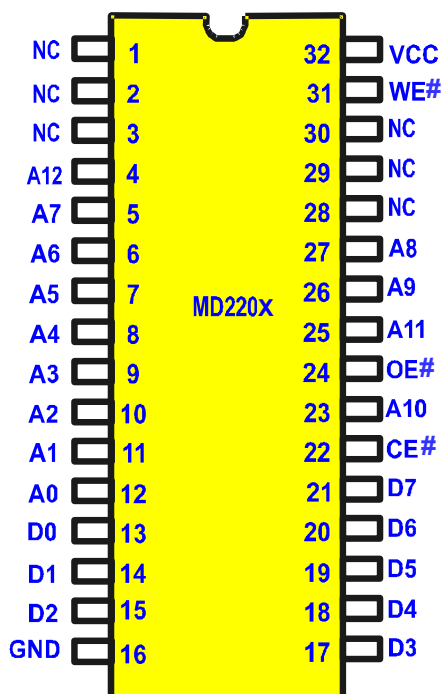 NC 1 32 VCC
NC 2 31 WE#
NC 3 30 NC
A12 4 29 NC
A7 5 28 NC
A6 6 27 A8
A5 7 MD220x 26 A9
A4 8 25 A11
A3 9 24 OE#
A2 10 23 A10
A1 11 22 CE#
A0 12 21 D7
D0 13 20 D6
D1 14 19 D5
D2 15 18 D4
GND 16 17 D3